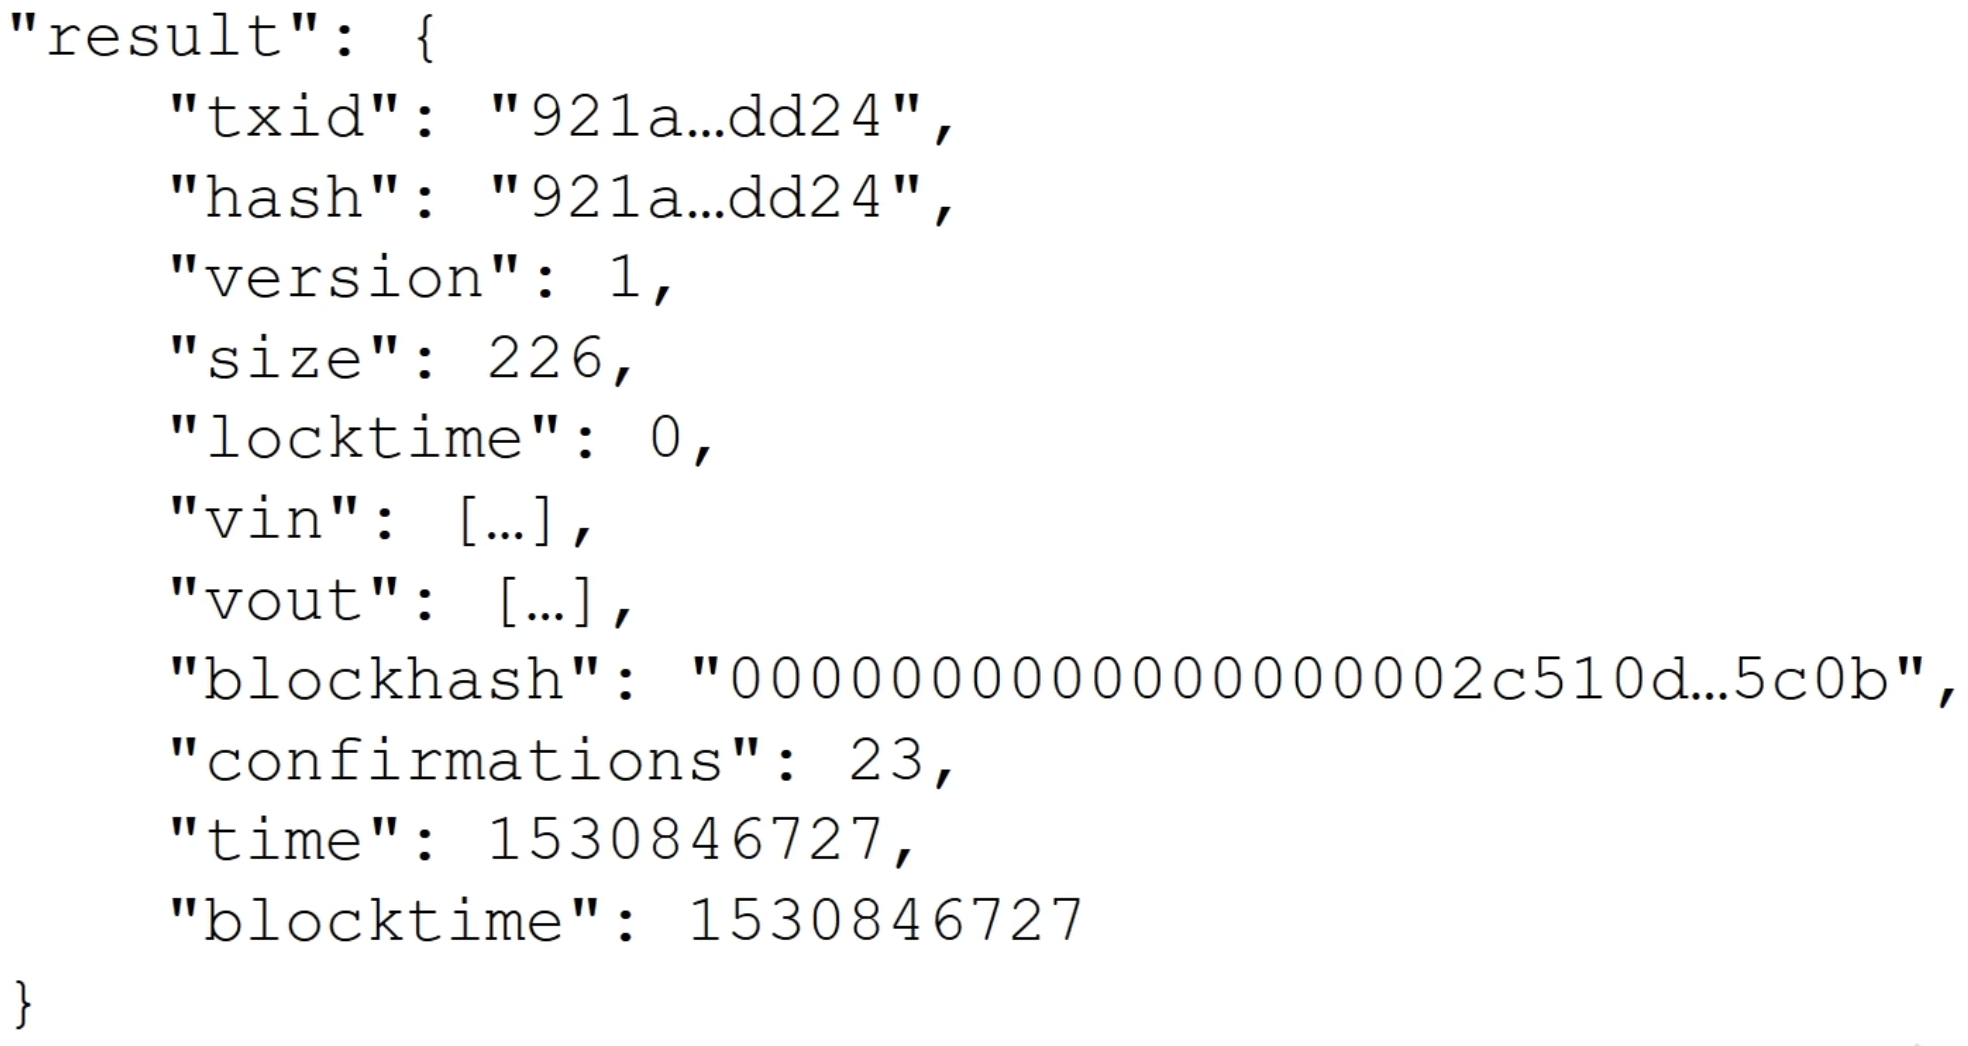 "result": {
"txid": "921a…dd24",
"hash": "921a…dd24",
"version": 1,
"size": 226,
"locktime": 0,
"vin": […],
"vout": […],
"blockhash": "0000000000000000002c510d…5c0b",
"confirmations": 23,
"time": 1530846727,
"blocktime": 1530846727
}